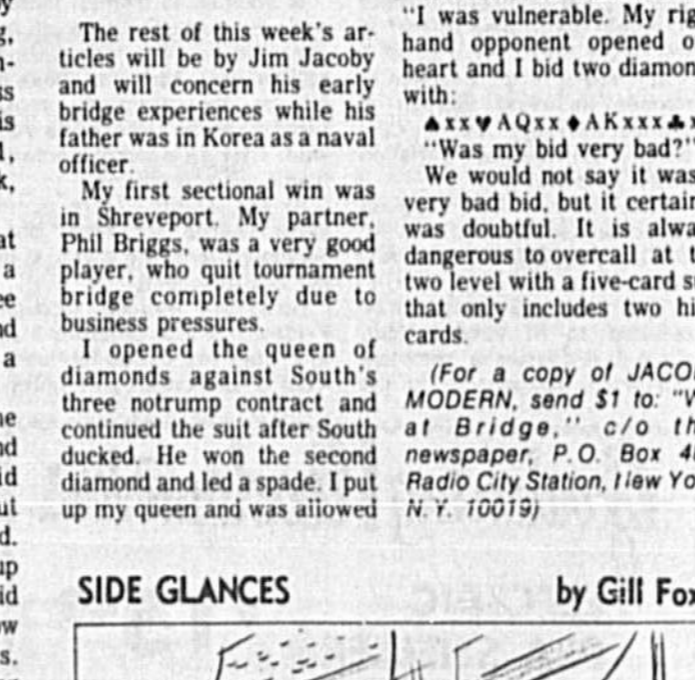 The rest of this week's ar-
ticles will be by Jim Jacoby
and will concern his early
bridge experiences while his
father was in Korea as a naval
officer.
My first sectional win was
in Shreveport. My partner,
Phil Briggs, was a very good
player, who quit tournament
bridge completely due to
business pressures.
I opened the queen of
diamonds against South's
three notrump contract and
continued the suit after South
ducked. He won the second
diamond and led a spade. I put
up my queen and was allowed
"I was vulnerable. My rig
hand opponent opened o
heart and I bid two diamon
with:
♠xx♥AQxx♦AKxxx♣x
"Was my bid very bad?"
We would not say it was
very bad bid, but it certain
was doubtful. It is alwa
dangerous to overcall at t
two level with a five-card su
that only includes two hi
cards.
(For a copy of JACO
MODERN, send $1 to: "W
at Bridge," c/o th
newspaper, P.O. Box 4
Radio City Station, New Yo
N.Y. 10019)
SIDE GLANCES
by Gill Fox